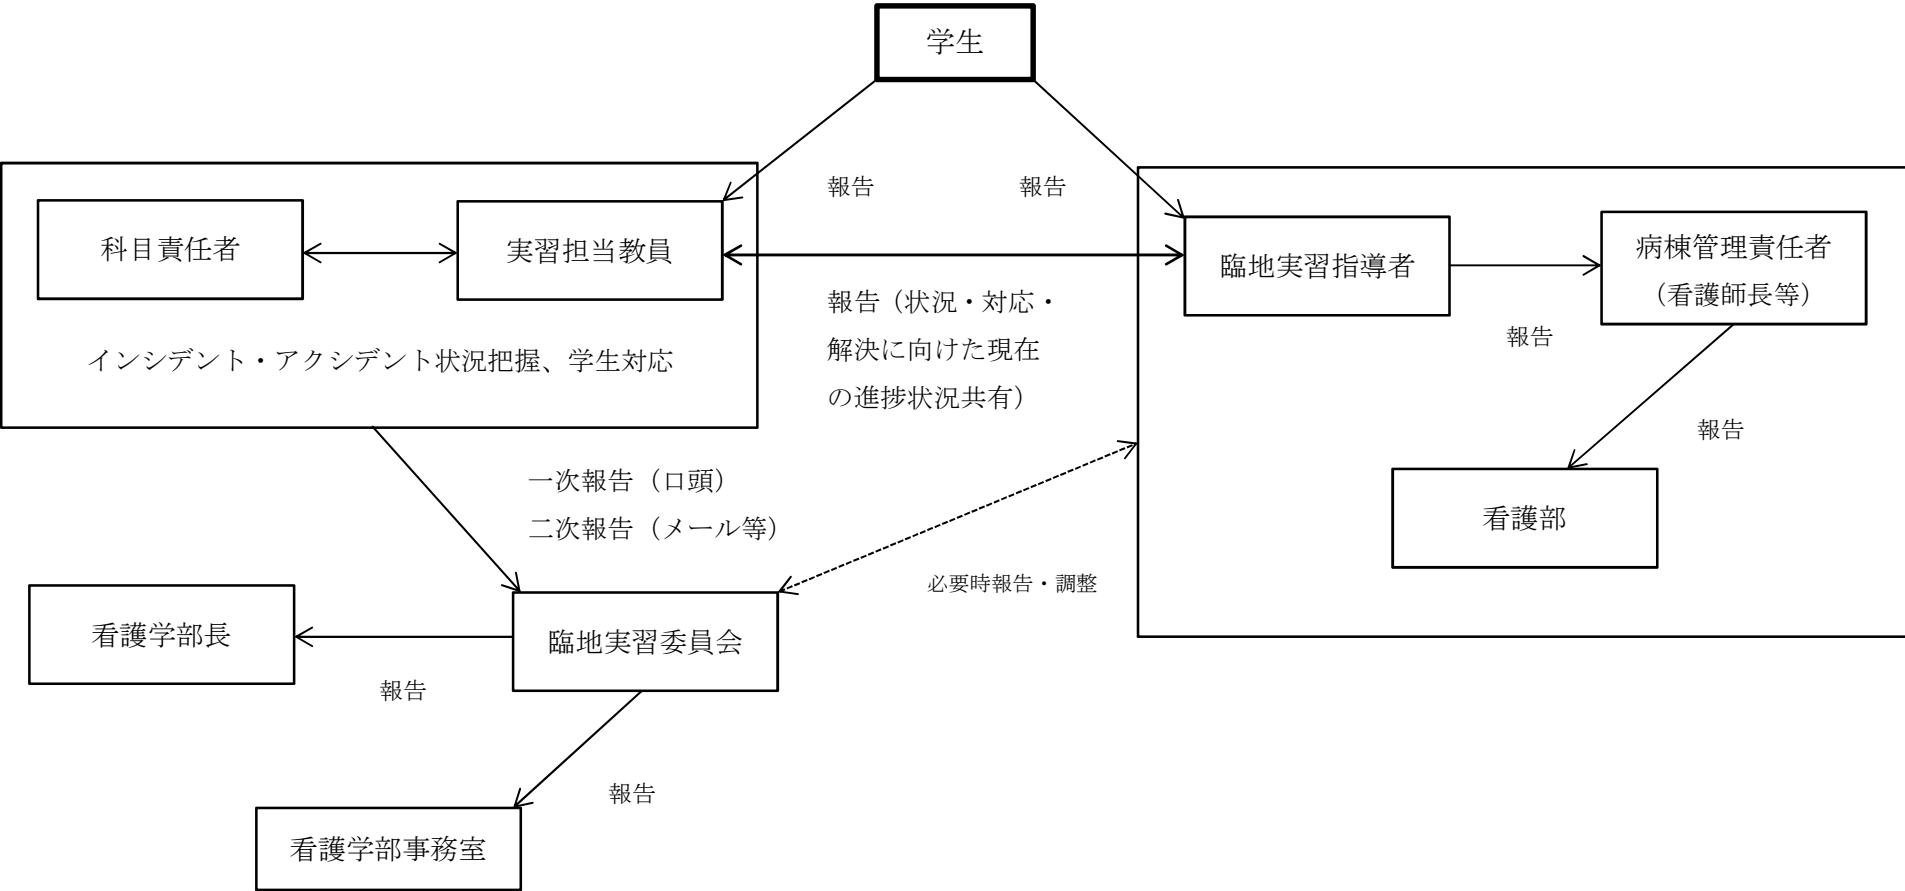 学生
報告
報告
科目責任者
実習担当教員
臨地実習指導者
病棟管理責任者
（看護師長等）
報告（状況・対応・
解決に向けた現在
の進捗状況共有）
報告
インシデント・アクシデント状況把握、学生対応
報告
一次報告（口頭）
二次報告（メール等）
看護部
必要時報告・調整
看護学部長
臨地実習委員会
報告
報告
看護学部事務室